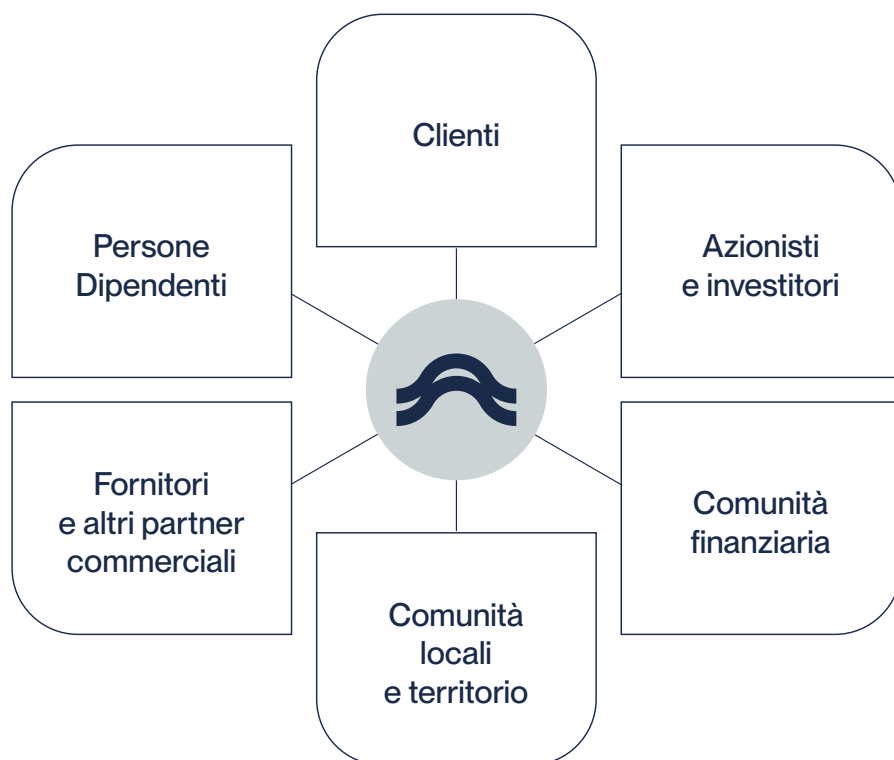 Clienti
Persone
Dipendenti
Azionisti
e investitori
Fornitori
e altri partner
commerciali
Comunità
finanziaria
Comunità
locali
e territorio